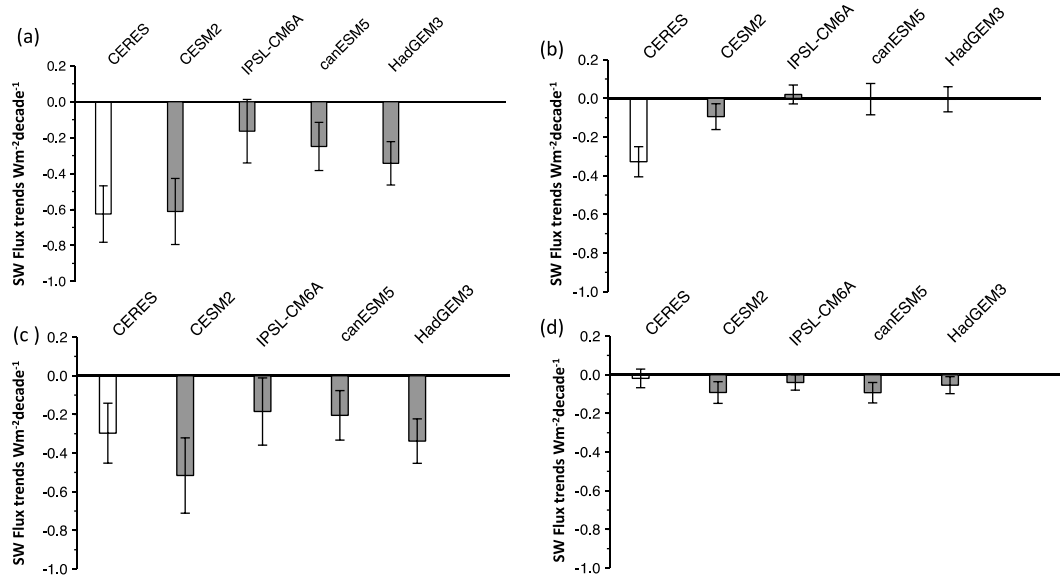 (a)
CERES
CESM2
IPSL-CM6A
canESM5
HadGEM3
SW Flux trends Wm⁻²decade⁻¹
0.2
0.0
-0.2
-0.4
-0.6
-0.8
-1.0
(b)
CERES
CESM2
IPSL-CM6A
canESM5
HadGEM3
SW Flux trends Wm⁻²decade⁻¹
0.2
0.0
-0.2
-0.4
-0.6
-0.8
-1.0
(c )
CERES
CESM2
IPSL-CM6A
canESM5
HadGEM3
SW Flux trends Wm⁻²decade⁻¹
0.2
0.0
-0.2
-0.4
-0.6
-0.8
-1.0
(d)
CERES
CESM2
IPSL-CM6A
canESM5
HadGEM3
SW Flux trends Wm⁻²decade⁻¹
0.2
0.0
-0.2
-0.4
-0.6
-0.8
-1.0